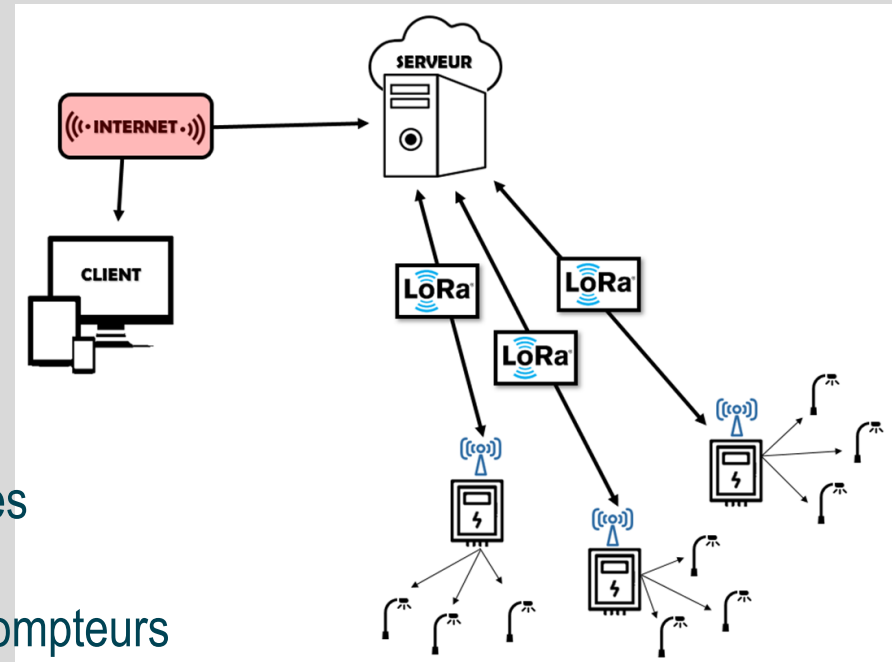 SERVEUR
(((· INTERNET ·)))
CLIENT
LoRa®
LoRa
LoRa
es
ompteurs